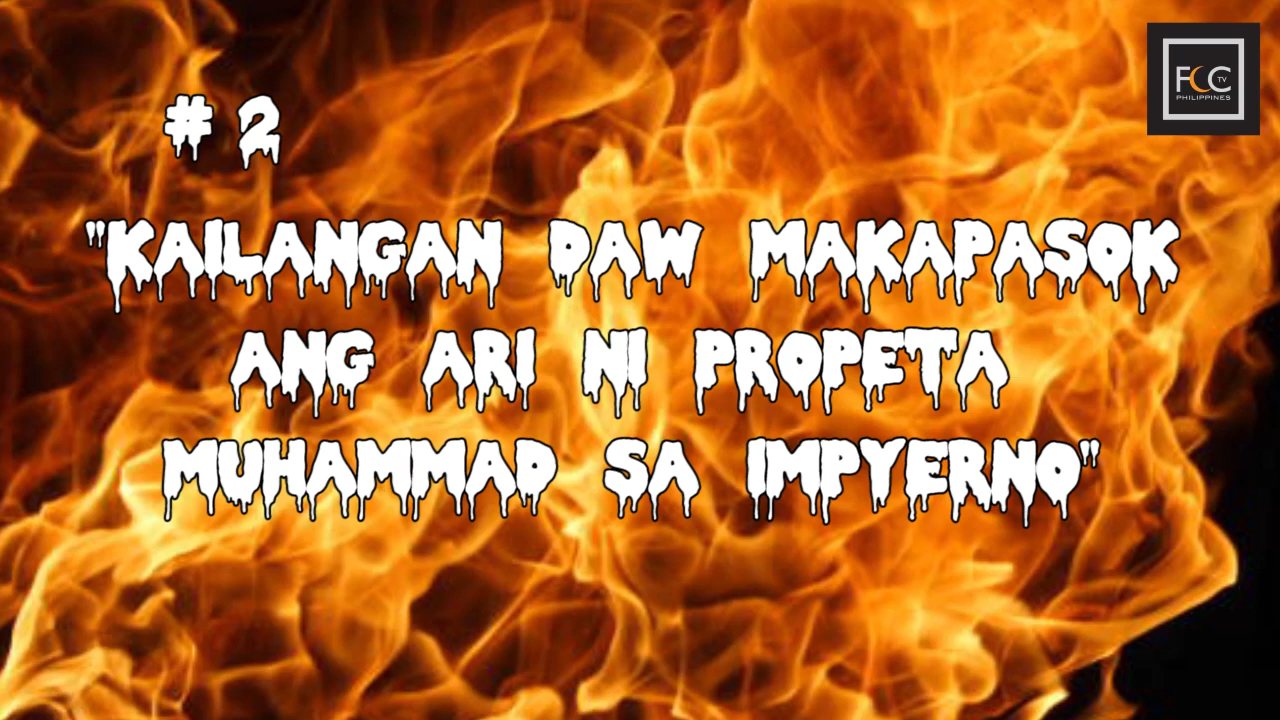 FCC TV
PHILIPPINES
# 2
"KAILANGAN DAW MAKAPASOK
ANG ARI NI PROPETA
MUHAMMAD SA IMPYERNO"